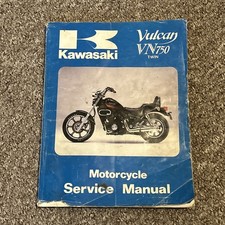 Kawasaki
Vulcan
VN750
TWIN
Motorcycle
Service Manual